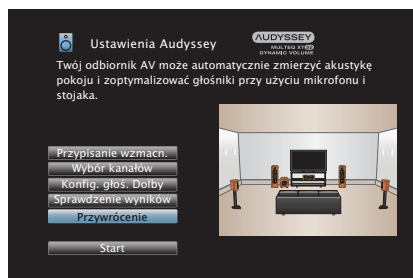 Ustawienia Audyssey
AUDYSSEY
MULTEQ XT32
DYNAMIC VOLUME
Twój odbiornik AV może automatycznie zmierzyć akustykę
pokoju i zoptymalizować głośniki przy użyciu mikrofonu i
stojaka.
Przypisanie wzmacn.
Wybór kanałów
Konfig. głoś. Dolby
Sprawdzenie wyników
Przywrócenie
Start